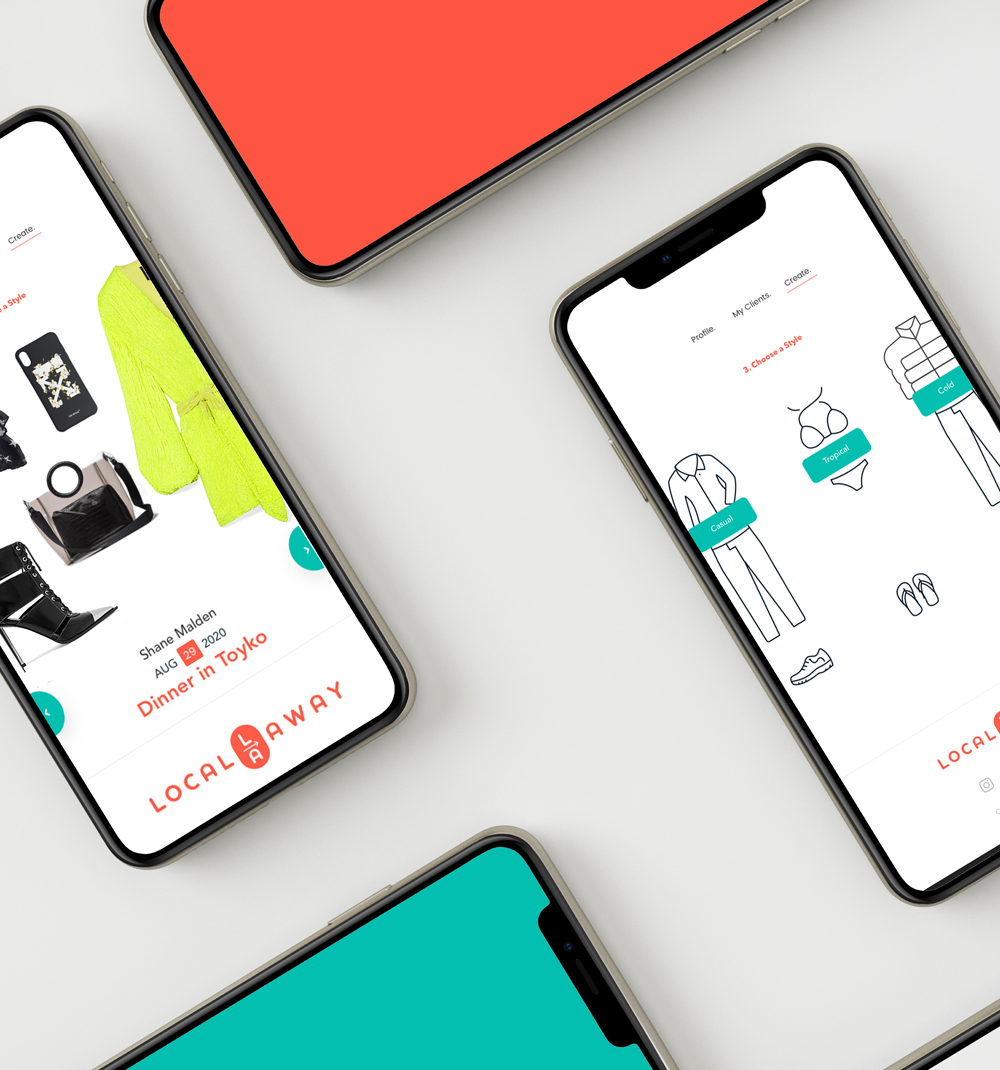 Create.
e a Style
Shane Malden
AUG 29 2020
Dinner in Toyko
LOCAL LA AWAY
Profile. My Clients. Create.
3. Choose a Style
Cold
Tropical
Casual
LOCAL